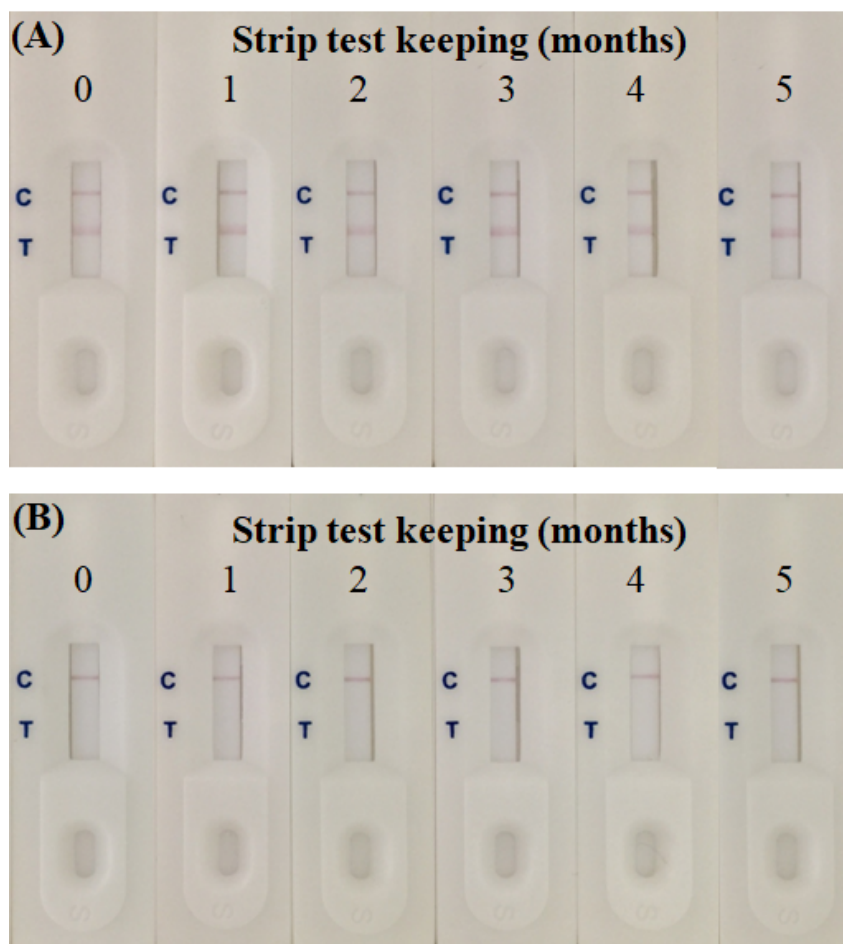 (A) Strip test keeping (months)
0 1 2 3 4 5
C C C C C C
T T T T T T
S S S S S S
(B) Strip test keeping (months)
0 1 2 3 4 5
C C C C C C
T T T T T T
S S S S S S